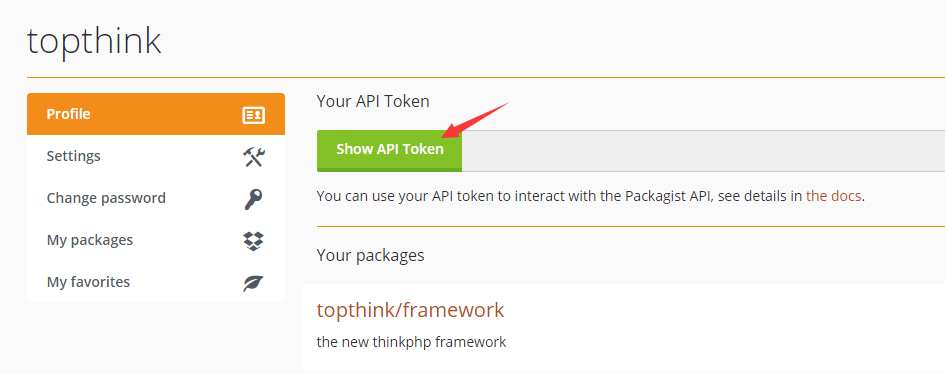 topthink
Profile
Settings
Change password
My packages
My favorites
Your API Token
Show API Token
You can use your API token to interact with the Packagist API, see details in the docs.
Your packages
topthink/framework
the new thinkphp framework